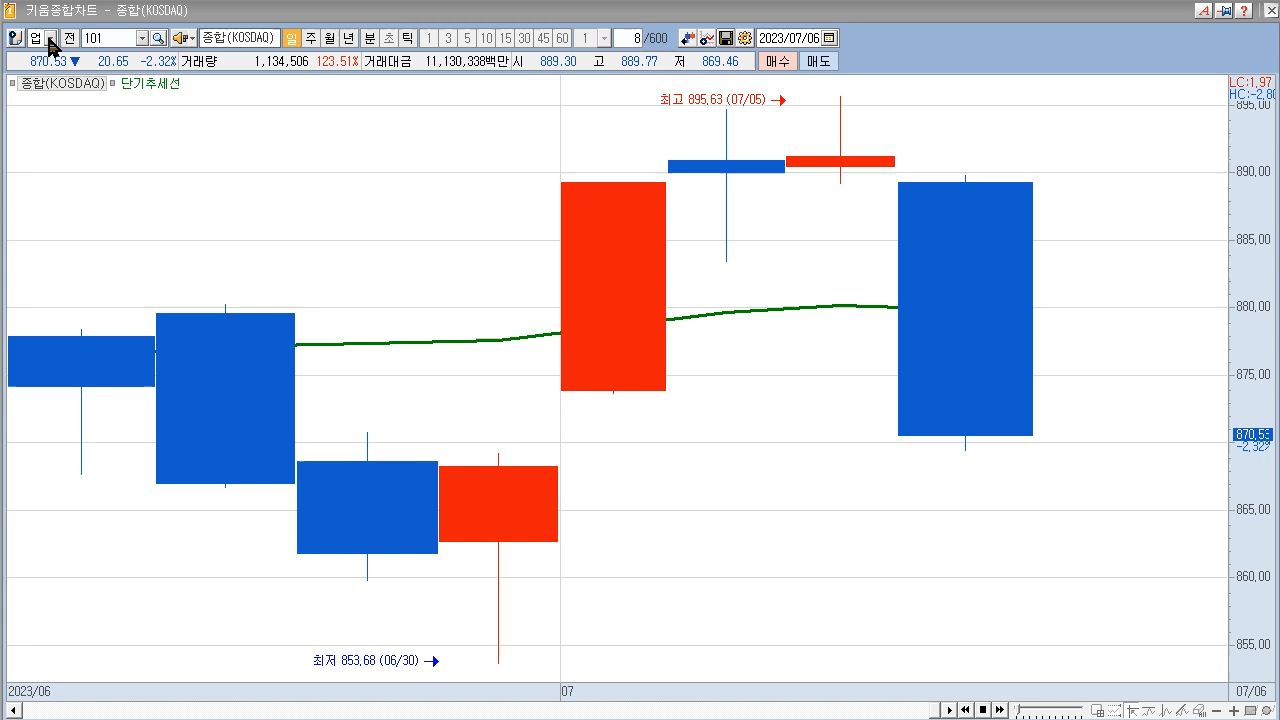 키움종합차트 - 종합(KOSDAQ)
업 전 101 종합(KOSDAQ) 일 주 월 년 분 초 틱 1 3 5 10 15 30 45 60 1 8 /600 2023/07/06
870.53 ▼ 20.65 -2.32% 거래량 1,134,506 123.51% 거래대금 11,130,338백만 시 889.30 고 889.77 저 869.46 매수 매도
종합(KOSDAQ) 단기추세선
LC:1,97
HC:-2,80
최고 895,63 (07/05) →
895,00
890,00
885,00
880,00
875,00
870,53
-2,32%
865,00
860,00
855,00
최저 853,68 (06/30) →
2023/06 07 07/06